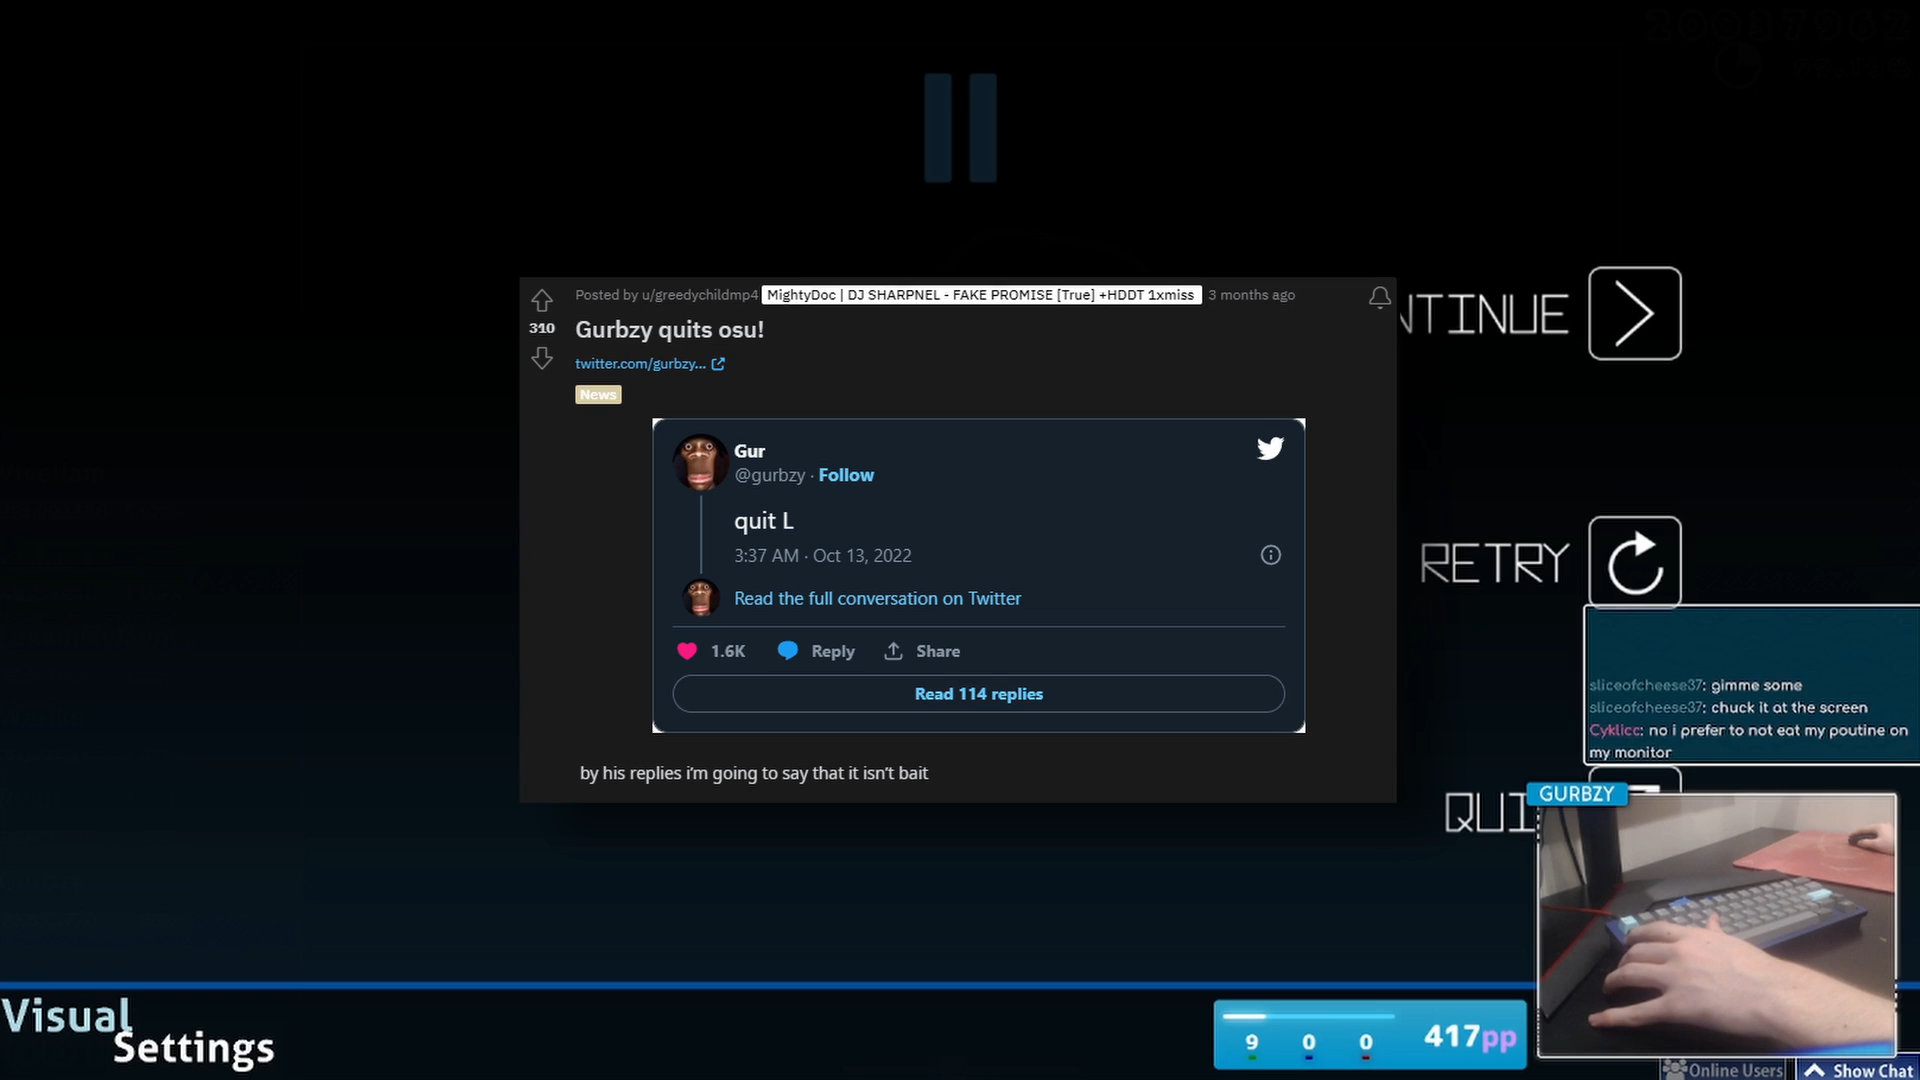 Posted by u/greedychildmp4 MightyDoc | DJ SHARPNEL - FAKE PROMISE [True] +HDDT 1xmiss 3 months ago
310
Gurbzy quits osu!
twitter.com/gurbzy...
News
Gur
@gurbzy · Follow
quit L
3:37 AM · Oct 13, 2022
Read the full conversation on Twitter
1.6K Reply Share
Read 114 replies
by his replies i'm going to say that it isn't bait
NTINUE
RETRY
sliceofcheese37: gimme some
sliceofcheese37: chuck it at the screen
Cyklicc: no i prefer to not eat my poutine on
my monitor
QUI
GURBZY
Visual
Settings
9 0 0 417pp
Online Users Show Chat